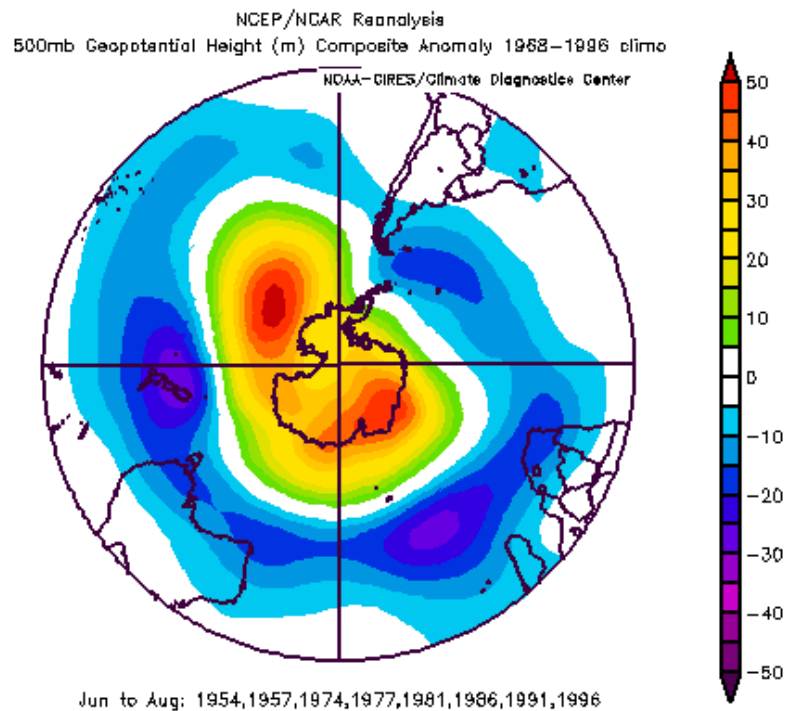 NCEP/NCAR Reanalysis
500mb Geopotential Height (m) Composite Anomaly 1968-1996 climo
NOAA-CIRES/Climate Diagnostics Center
50
40
30
20
10
0
-10
-20
-30
-40
-50
Jun to Aug: 1954,1957,1974,1977,1981,1986,1991,1996